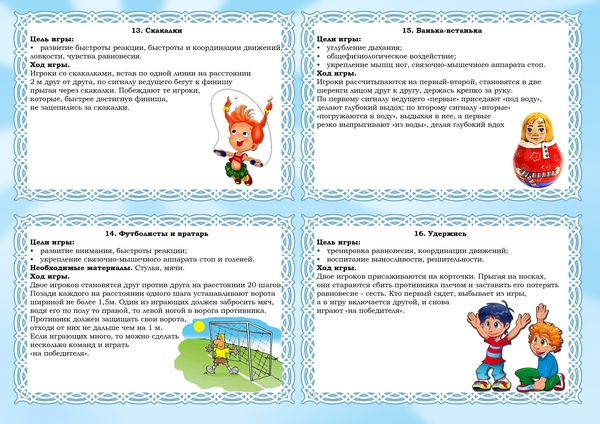 13. Скакалки
Цель игры:
• развитие быстроты реакции, быстроты и координации движений,
ловкости, чувства равновесия.
Ход игры.
Игроки со скакалками, встав по одной линии на расстоянии
2 м друг от друга, по сигналу ведущего бегут к финишу
прыгая через скакалки. Побеждают те игроки,
которые, быстрее достигнув финиша,
не зацепились за скакалки.
15. Ванька-встанька
Цели игры:
• углубление дыхания;
• общефизиологическое воздействие;
• укрепление мышц ног, связочно-мышечного аппарата стоп.
Ход игры.
Игроки рассчитываются на первый-второй, становятся в две
шеренги лицом друг к другу, держась крепко за руку.
По первому сигналу ведущего «первые» приседают «под воду»,
делают глубокий выдох; по второму сигналу «вторые»
«погружаются в воду», выдыхая в нее, а первые
резко выпрыгивают «из воды», делая глубокий вдох
14. Футболисты и вратарь
Цели игры:
• развитие внимания, быстроты реакции;
• укрепление связочно-мышечного аппарата стоп и голеней.
Необходимые материалы. Стулья, мячи.
Ход игры.
Двое игроков становятся друг против друга на расстоянии 20 шагов.
Позади каждого на расстоянии одного шага устанавливают ворота
шириной не более 1,5м. Один из играющих должен забросить мяч,
водя его по полу то правой, то левой ногой в ворота противника.
Противник должен защищать свои ворота,
отходя от них не дальше чем на 1 м.
Если играющих много, то можно сделать
несколько команд и играть
«на победителя».
16. Удержись
Цель игры:
• тренировка равновесия, координации движений;
• воспитание выносливости, решительности.
Ход игры.
Двое игроков присаживаются на корточки. Прыгая на носках,
они стараются сбить противника плечом и заставить его потерять
равновесие - сесть. Кто первый сядет, выбывает из игры,
а в игру включается другой, и снова
играют «на победителя».